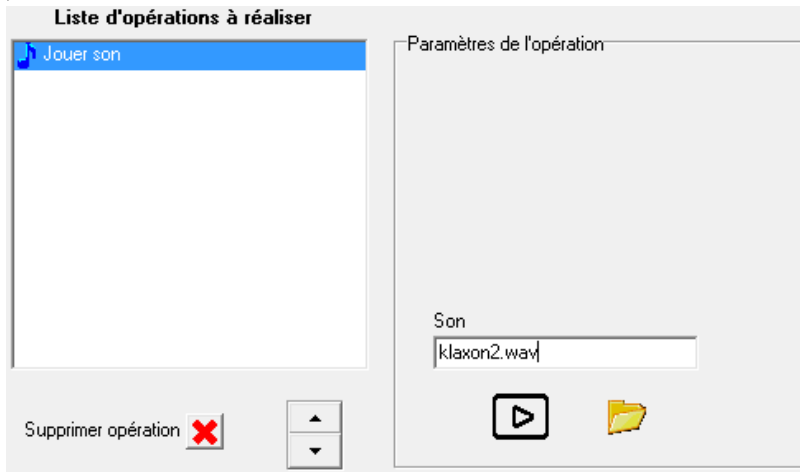 Liste d'opérations à réaliser
Jouer son
Paramètres de l'opération
Son
klaxon2.wav
Supprimer opération